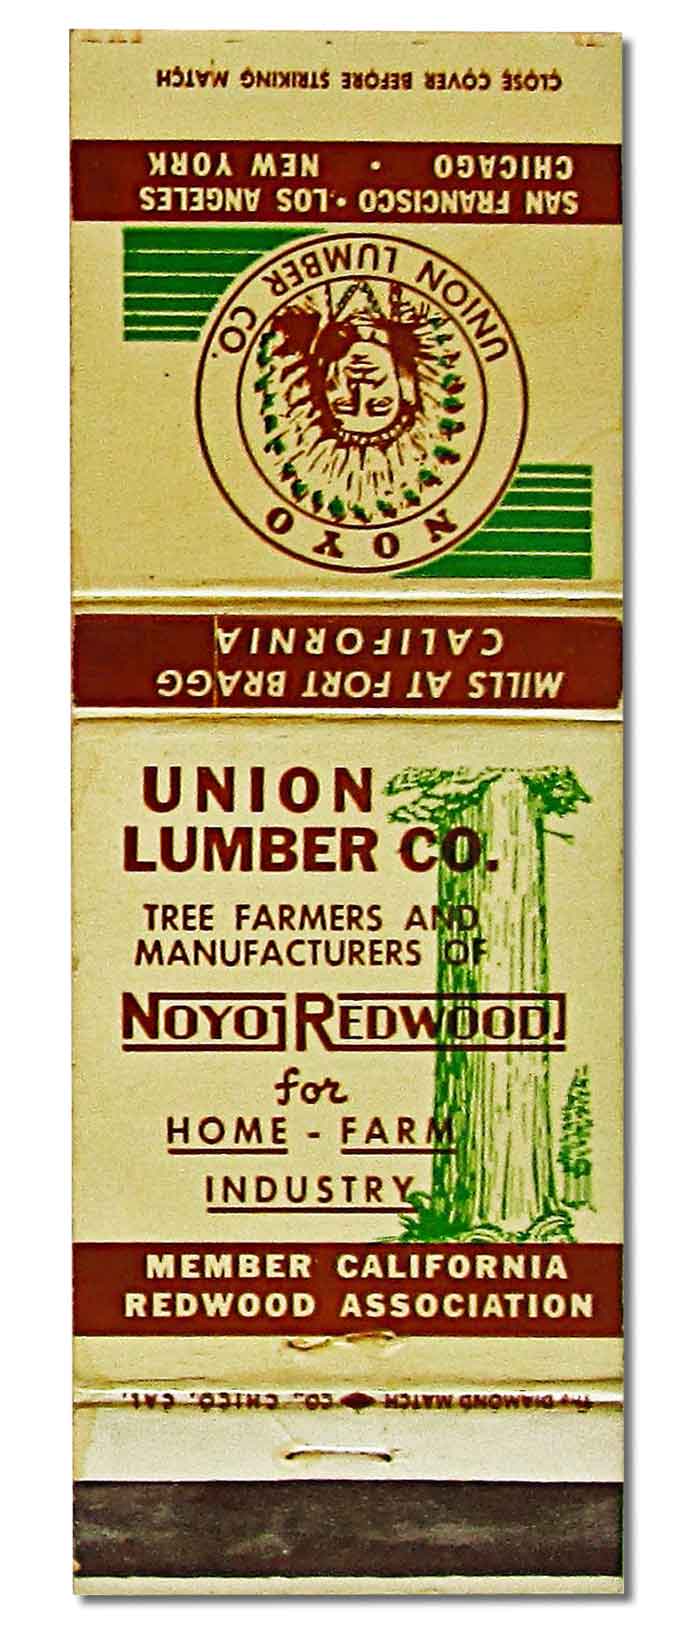 CLOSE COVER BEFORE STRIKING MATCH
SAN FRANCISCO • LOS ANGELES
CHICAGO • NEW YORK
UNION LUMBER CO.
NOYO
MILLS AT FORT BRAGG
CALIFORNIA
UNION
LUMBER CO.
TREE FARMERS AND
MANUFACTURERS OF
NOYO REDWOOD
for
HOME - FARM
INDUSTRY
MEMBER CALIFORNIA
REDWOOD ASSOCIATION
THE DIAMOND MATCH CO., CHICO, CAL.